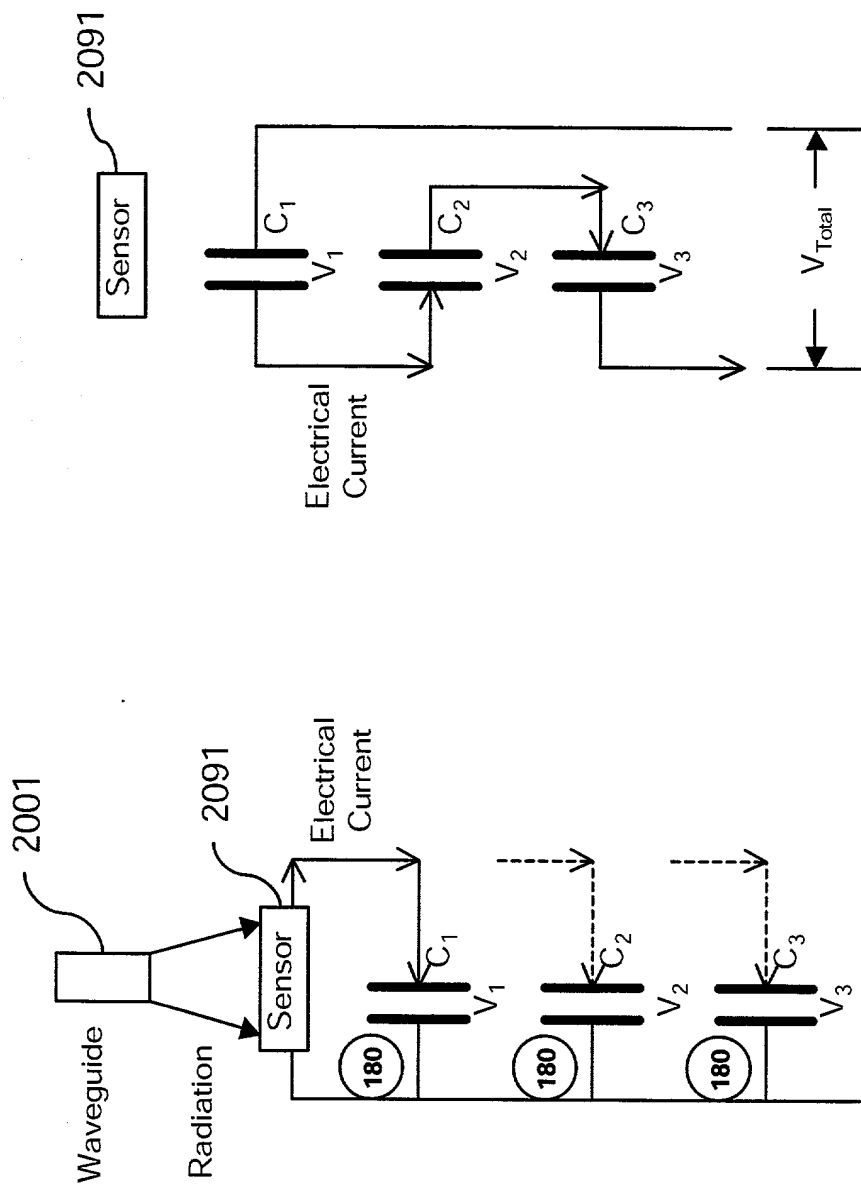 Waveguide
2001
Radiation
Sensor
2091
Electrical
Current
180
C1
V1
180
C2
V2
180
C3
V3
Sensor
2091
C1
V1
Electrical
Current
C2
V2
C3
V3
VTotal